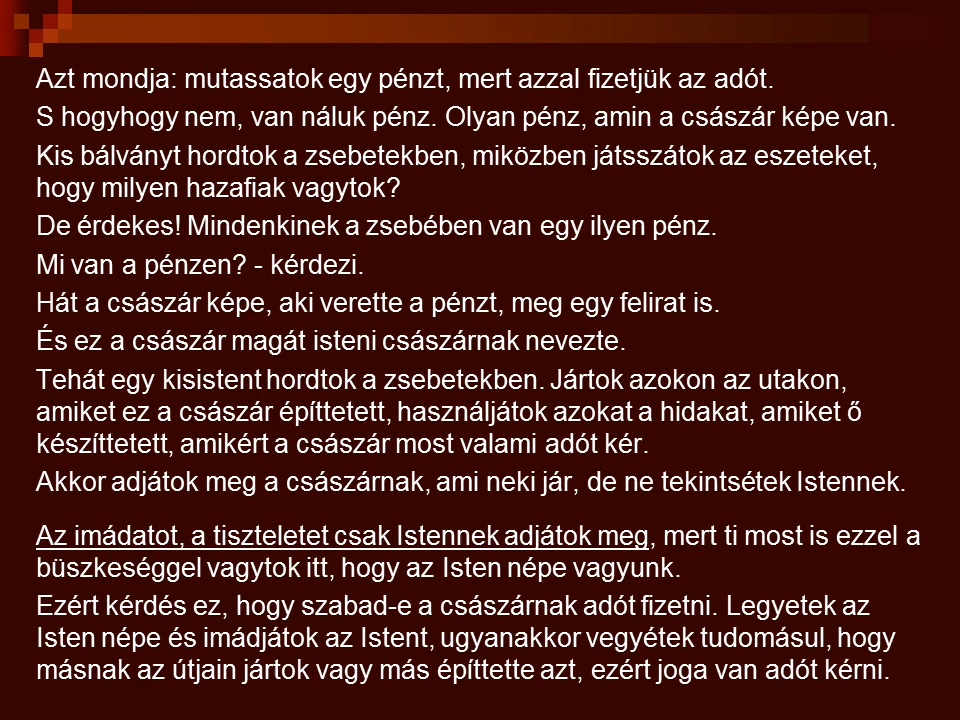 Azt mondja: mutassatok egy pénzt, mert azzal fizetjük az adót.
S hogyhogy nem, van náluk pénz. Olyan pénz, amin a császár képe van.
Kis bálványt hordtok a zsebetekben, miközben játsszátok az eszeteket,
hogy milyen hazafiak vagytok?
De érdekes! Mindenkinek a zsebében van egy ilyen pénz.
Mi van a pénzen? - kérdezi.
Hát a császár képe, aki verette a pénzt, meg egy felirat is.
És ez a császár magát isteni császárnak nevezte.
Tehát egy kisistent hordtok a zsebetekben. Jártok azokon az utakon,
amiket ez a császár építtetett, használjátok azokat a hidakat, amiket ő
készíttetett, amikért a császár most valami adót kér.
Akkor adjátok meg a császárnak, ami neki jár, de ne tekintsétek Istennek.
Az imádatot, a tiszteletet csak Istennek adjátok meg, mert ti most is ezzel a
büszkeséggel vagytok itt, hogy az Isten népe vagyunk.
Ezért kérdés ez, hogy szabad-e a császárnak adót fizetni. Legyetek az
Isten népe és imádjátok az Istent, ugyanakkor vegyétek tudomásul, hogy
másnak az útjain jártok vagy más építtette azt, ezért joga van adót kérni.